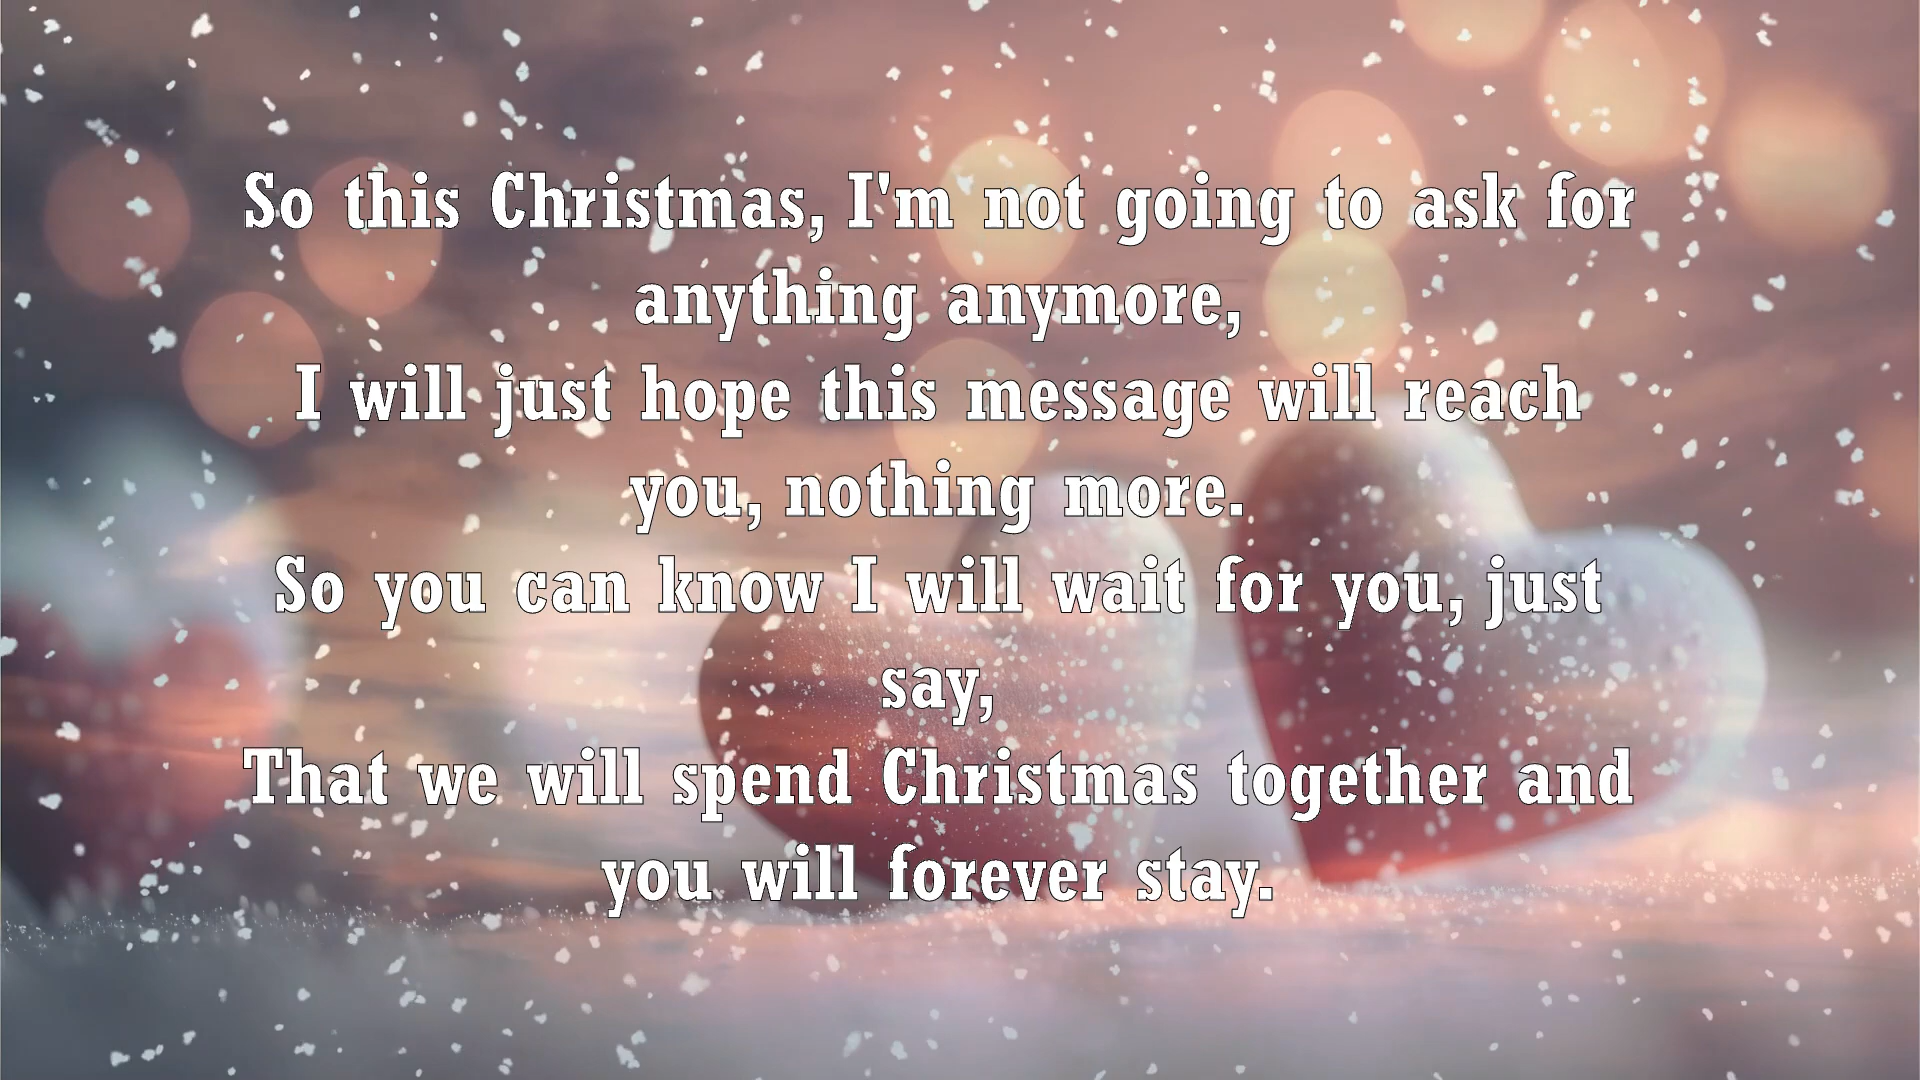 So this Christmas, I'm not going to ask for
anything anymore,
I will just hope this message will reach
you, nothing more.
So you can know I will wait for you, just
say,
That we will spend Christmas together and
you will forever stay.